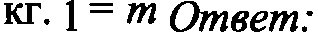 кг. 1 = m Ответ: